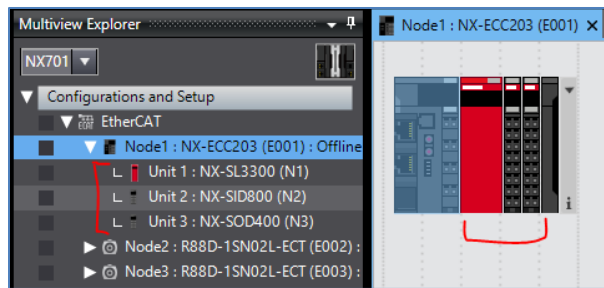 Multiview Explorer
NX701
Configurations and Setup
EtherCAT
Node1 : NX-ECC203 (E001) : Offline
Unit 1 : NX-SL3300 (N1)
Unit 2 : NX-SID800 (N2)
Unit 3 : NX-SOD400 (N3)
Node2 : R88D-1SN02L-ECT (E002) :
Node3 : R88D-1SN02L-ECT (E003) :
Node1 : NX-ECC203 (E001)
i